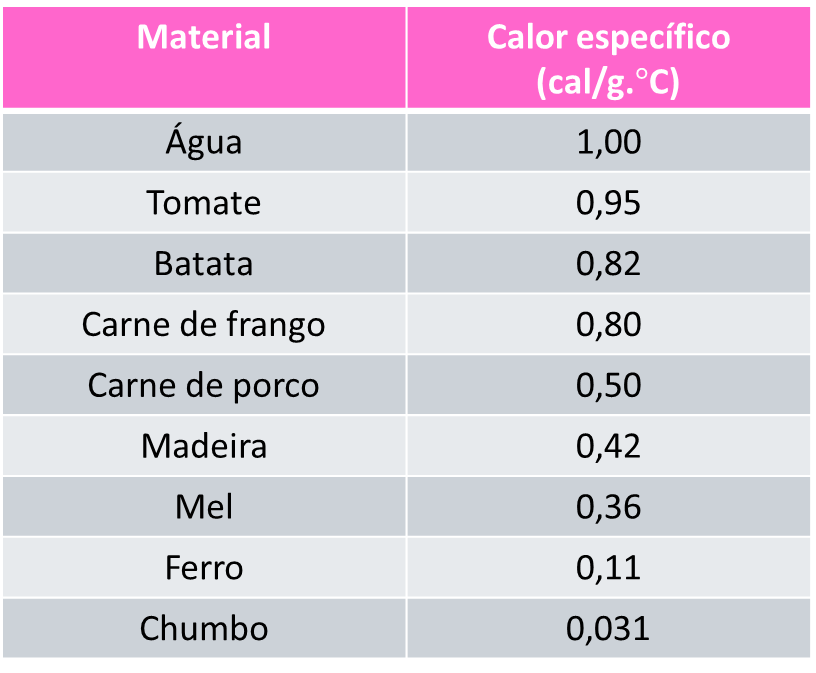 Material
Calor específico
(cal/g.°C)
Água 1,00
Tomate 0,95
Batata 0,82
Carne de frango 0,80
Carne de porco 0,50
Madeira 0,42
Mel 0,36
Ferro 0,11
Chumbo 0,031